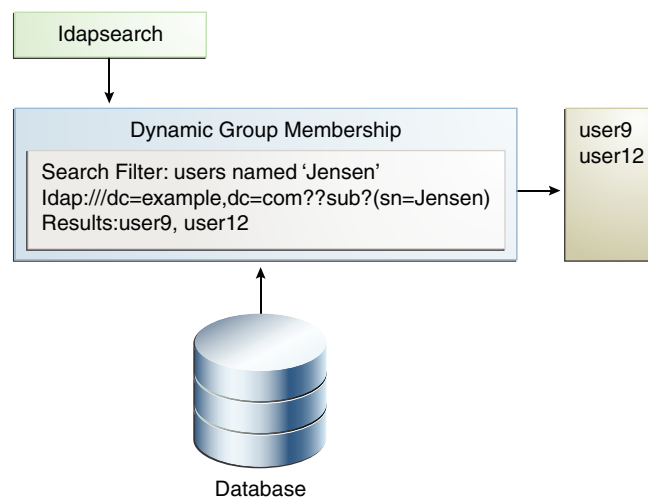 ldapsearch
Dynamic Group Membership
Search Filter: users named ‘Jensen’
ldap:///dc=example,dc=com??sub?(sn=Jensen)
Results:user9, user12
user9
user12
Database